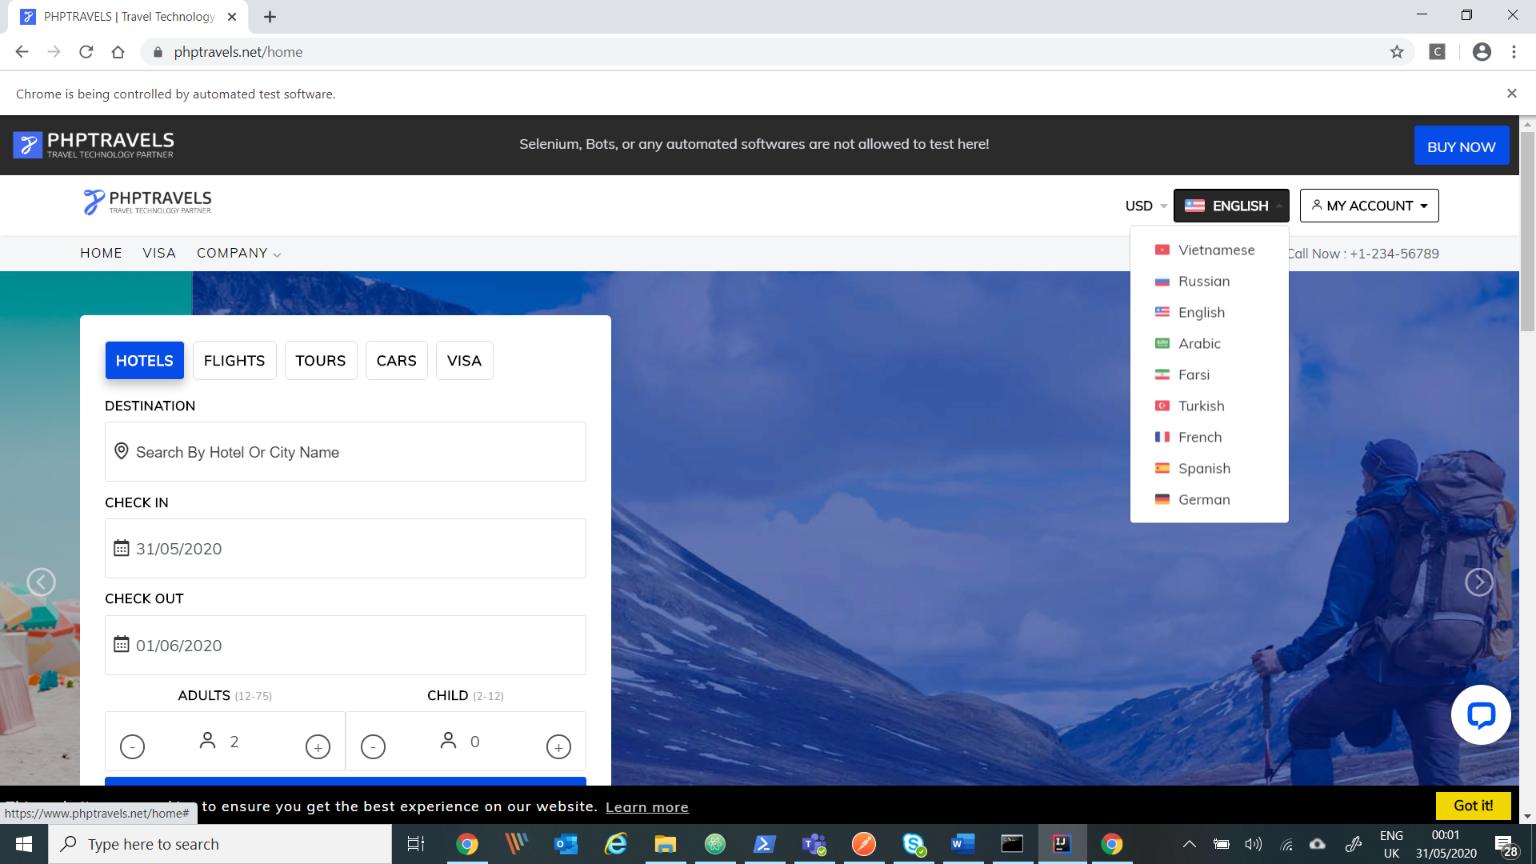 PHPTRAVELS | Travel Technology
phptravels.net/home
C
Chrome is being controlled by automated test software.
PHPTRAVELS
TRAVEL TECHNOLOGY PARTNER
Selenium, Bots, or any automated softwares are not allowed to test here!
BUY NOW
PHPTRAVELS
TRAVEL TECHNOLOGY PARTNER
USD
ENGLISH
MY ACCOUNT
HOME VISA COMPANY
Call Now : +1-234-56789
Vietnamese
Russian
English
Arabic
Farsi
Turkish
French
Spanish
German
HOTELS FLIGHTS TOURS CARS VISA
DESTINATION
Search By Hotel Or City Name
CHECK IN
31/05/2020
CHECK OUT
01/06/2020
ADULTS (12-75) CHILD (2-12)
- 2 + - 0 +
to ensure you get the best experience on our website. Learn more
Got it!
https://www.phptravels.net/home#
Type here to search
ENG
UK
00:01
31/05/2020
28